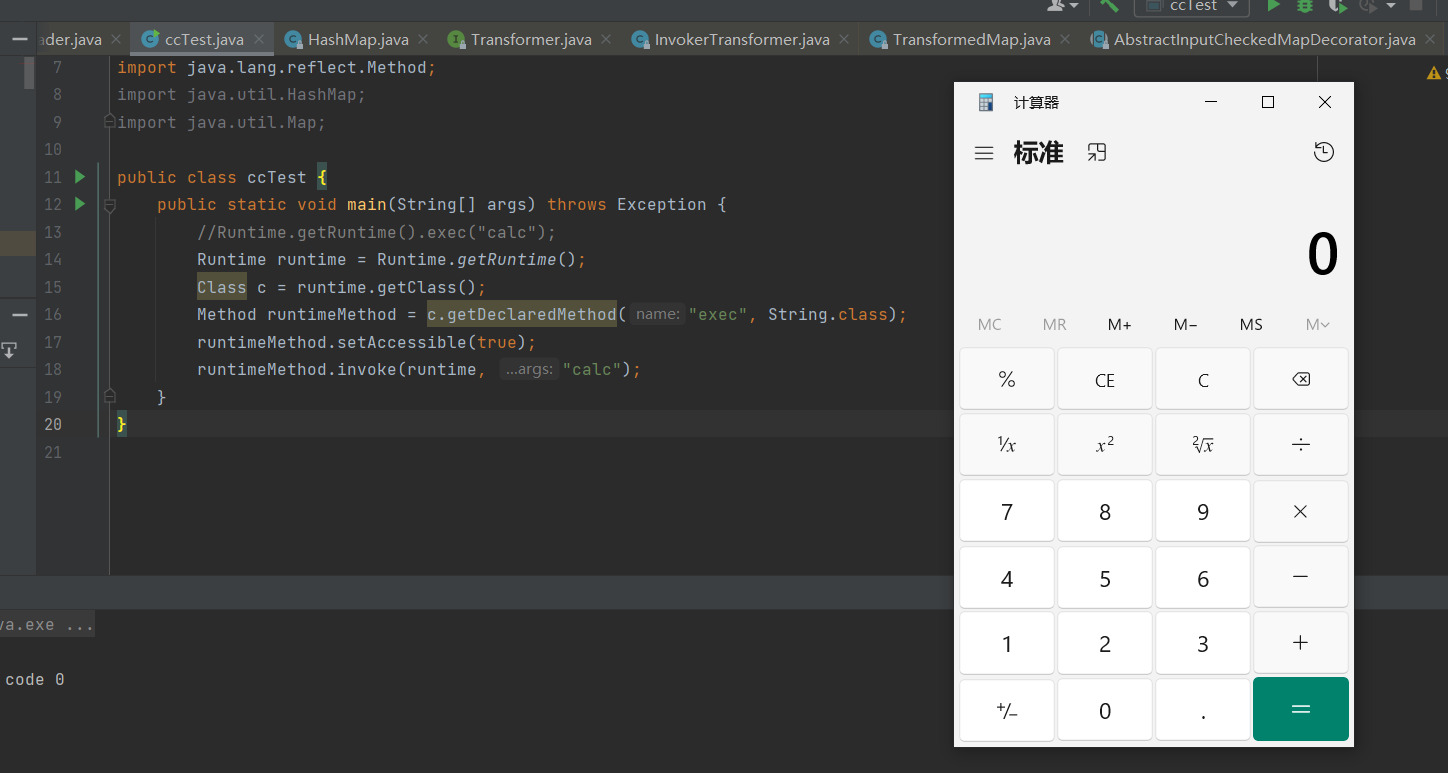 ccTest
ader.java
ccTest.java
HashMap.java
Transformer.java
InvokerTransformer.java
TransformedMap.java
AbstractInputCheckedMapDecorator.java
7 import java.lang.reflect.Method;
8 import java.util.HashMap;
9 import java.util.Map;
10
11 public class ccTest {
12 public static void main(String[] args) throws Exception {
13 //Runtime.getRuntime().exec("calc");
14 Runtime runtime = Runtime.getRuntime();
15 Class c = runtime.getClass();
16 Method runtimeMethod = c.getDeclaredMethod( name: "exec", String.class);
17 runtimeMethod.setAccessible(true);
18 runtimeMethod.invoke(runtime, ...args: "calc");
19 }
20 }
21
va.exe ...
code 0
计算器
标准
0
MC MR M+ M− MS M
% CE C
¹/x x² ²√x ÷
7 8 9 ×
4 5 6 −
1 2 3 +
+/− 0 . =